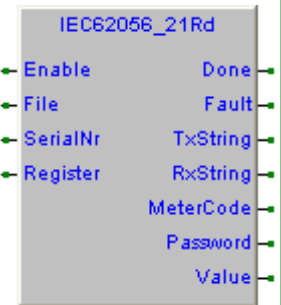 IEC62056_21Rd
Enable Done
File Fault
SerialNr TxString
Register RxString
MeterCode
Password
Value